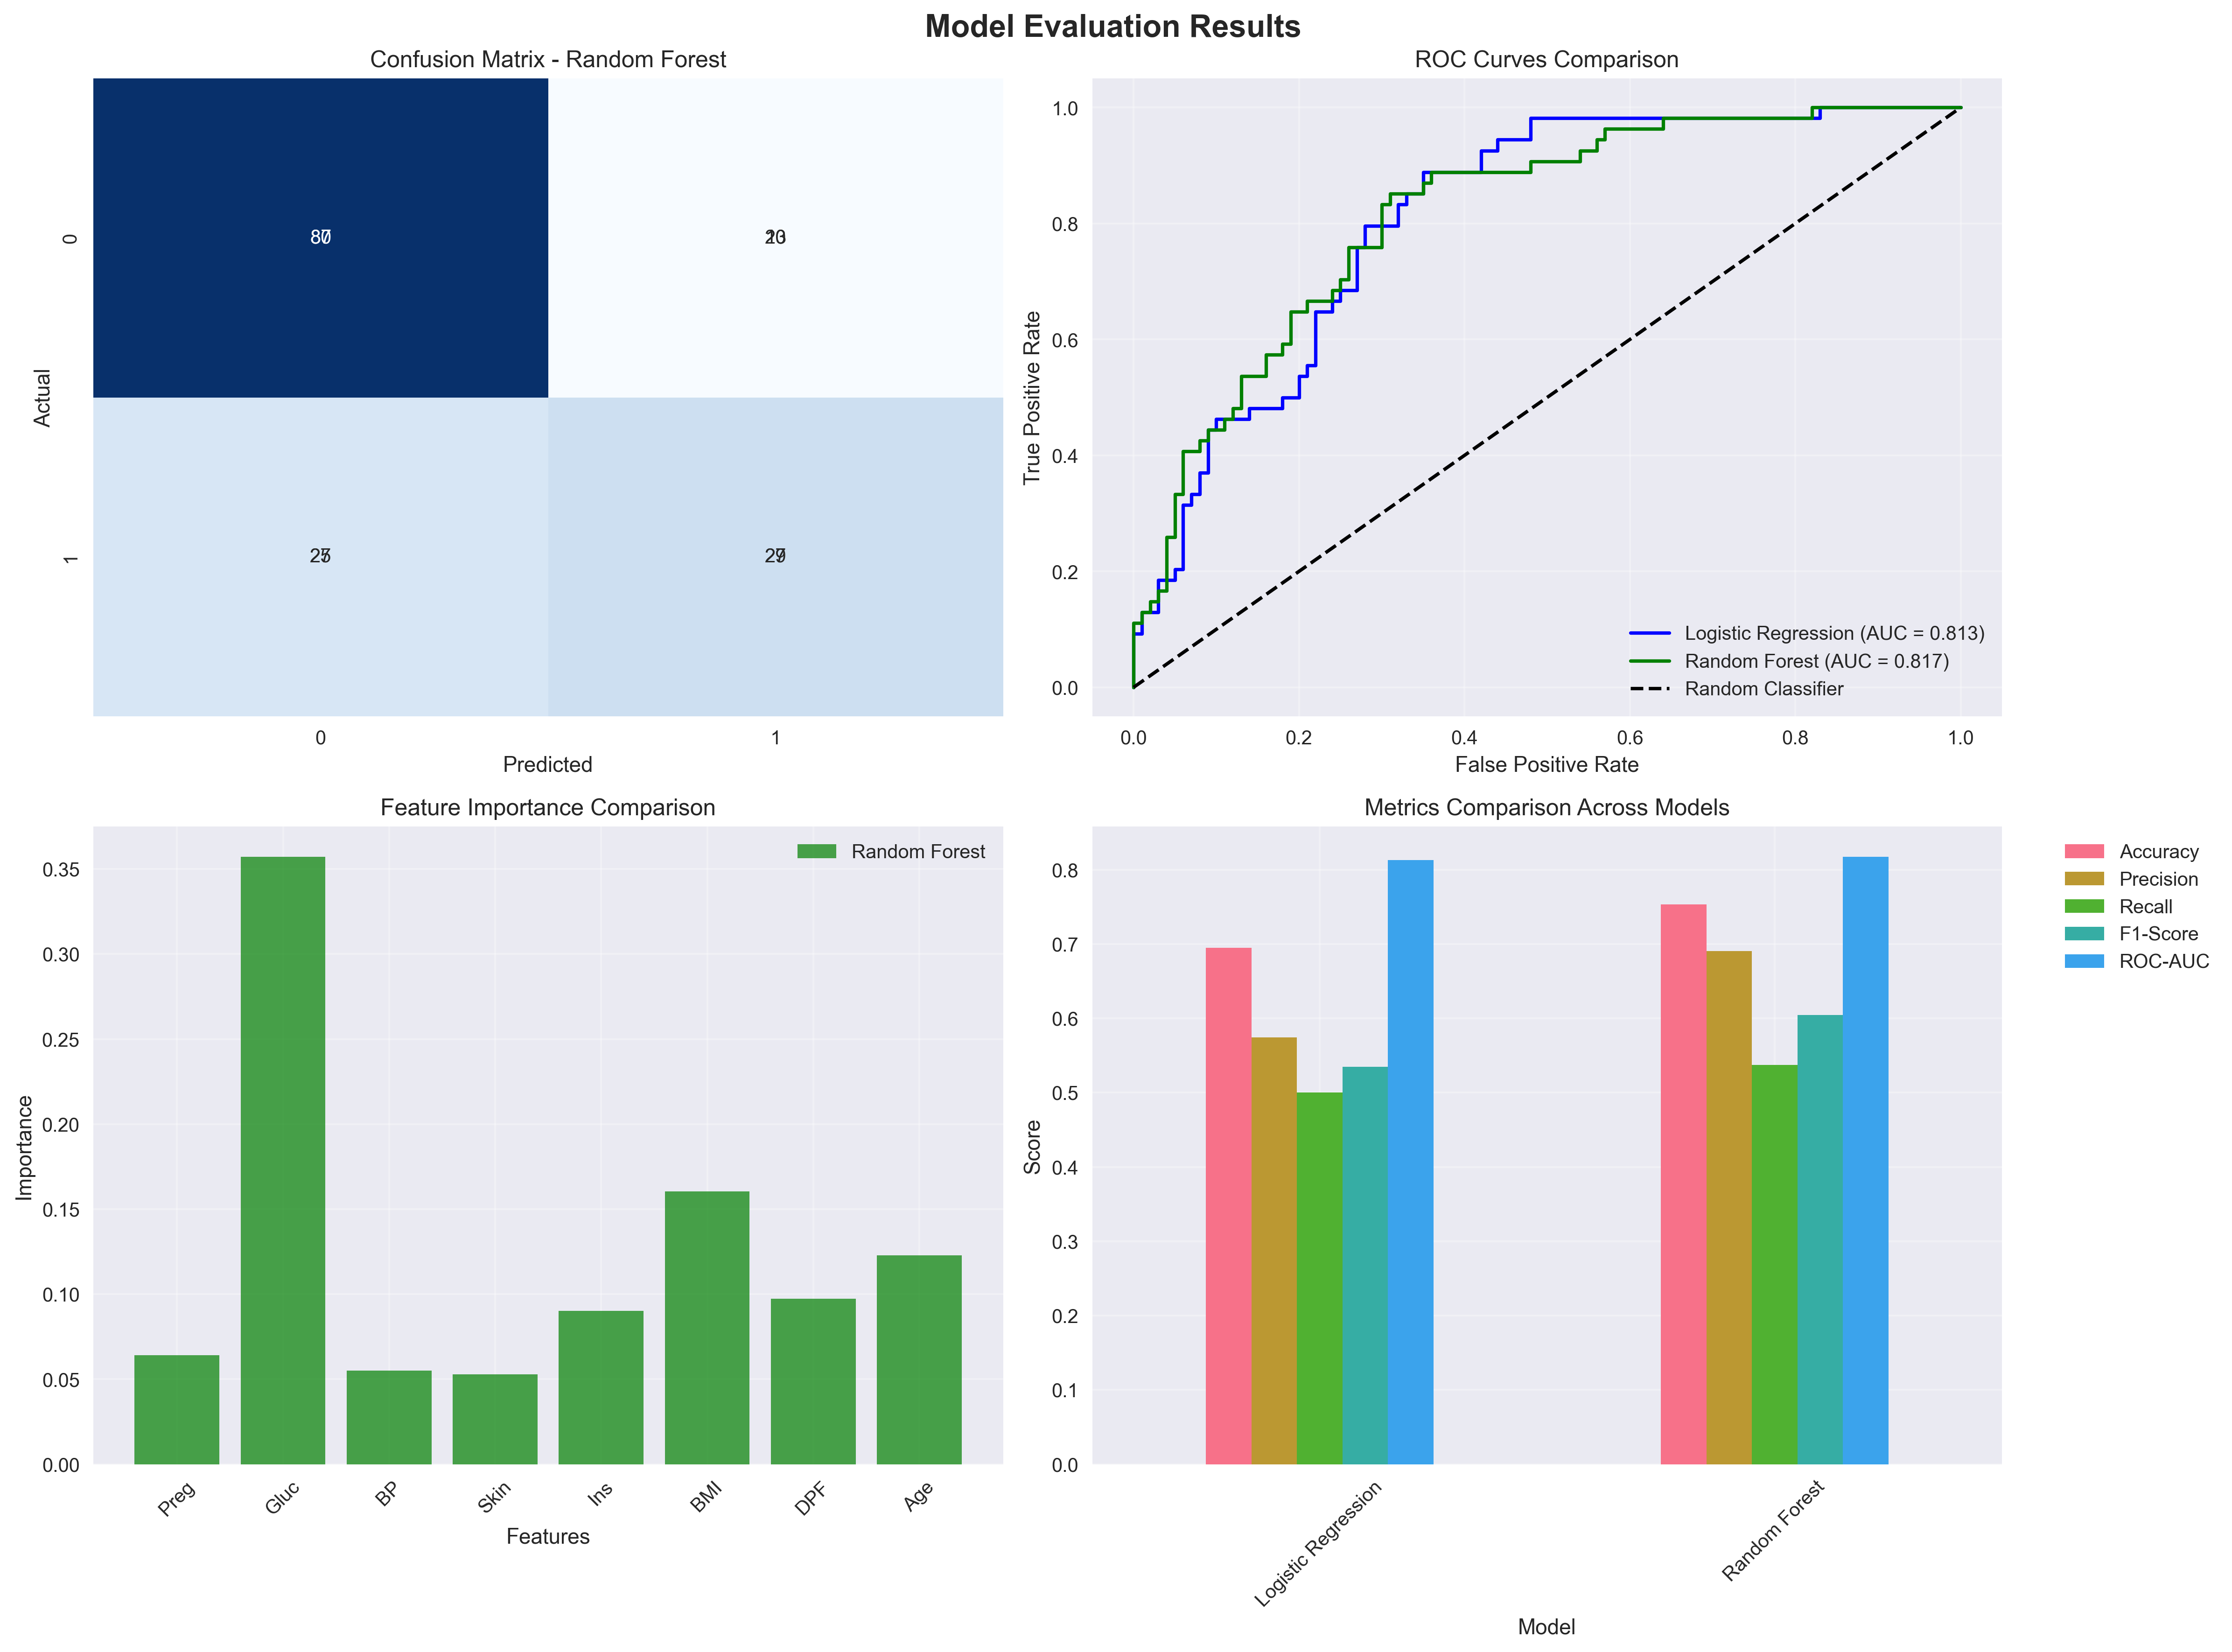 Model Evaluation Results
Confusion Matrix - Random Forest
Actual
0
1
0
1
Predicted
ROC Curves Comparison
True Positive Rate
1.0
0.8
0.6
0.4
0.2
0.0
Logistic Regression (AUC = 0.813)
Random Forest (AUC = 0.817)
Random Classifier
0.0
0.2
0.4
0.6
0.8
1.0
False Positive Rate
Feature Importance Comparison
Random Forest
Importance
0.35
0.30
0.25
0.20
0.15
0.10
0.05
0.00
Preg
Gluc
BP
Skin
Ins
BMI
DPF
Age
Features
Metrics Comparison Across Models
Score
0.8
0.7
0.6
0.5
0.4
0.3
0.2
0.1
0.0
Logistic Regression
Random Forest
Model
Accuracy
Precision
Recall
F1-Score
ROC-AUC